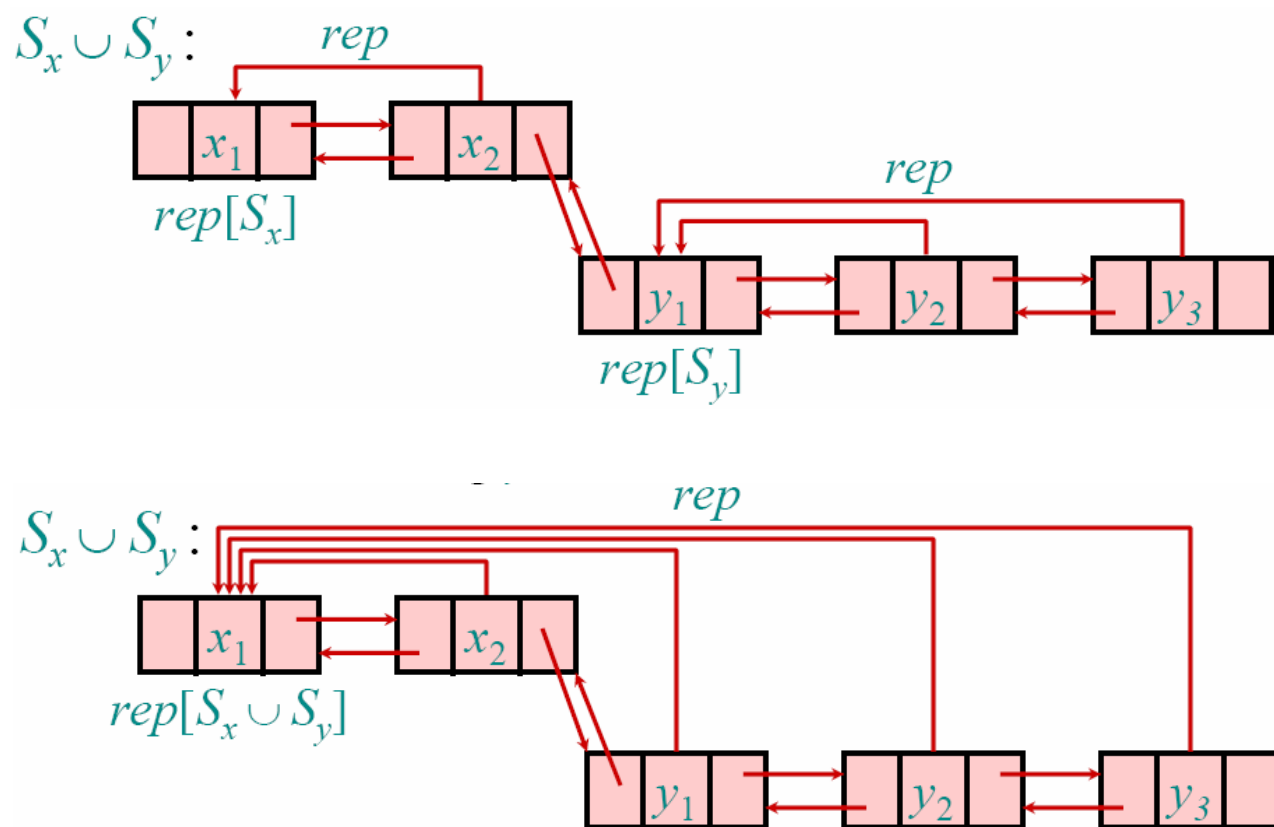 S_x ∪ S_y :
rep
x_1
x_2
rep[S_x]
rep
y_1
y_2
y_3
rep[S_y]
rep
S_x ∪ S_y :
x_1
x_2
rep[S_x ∪ S_y]
y_1
y_2
y_3